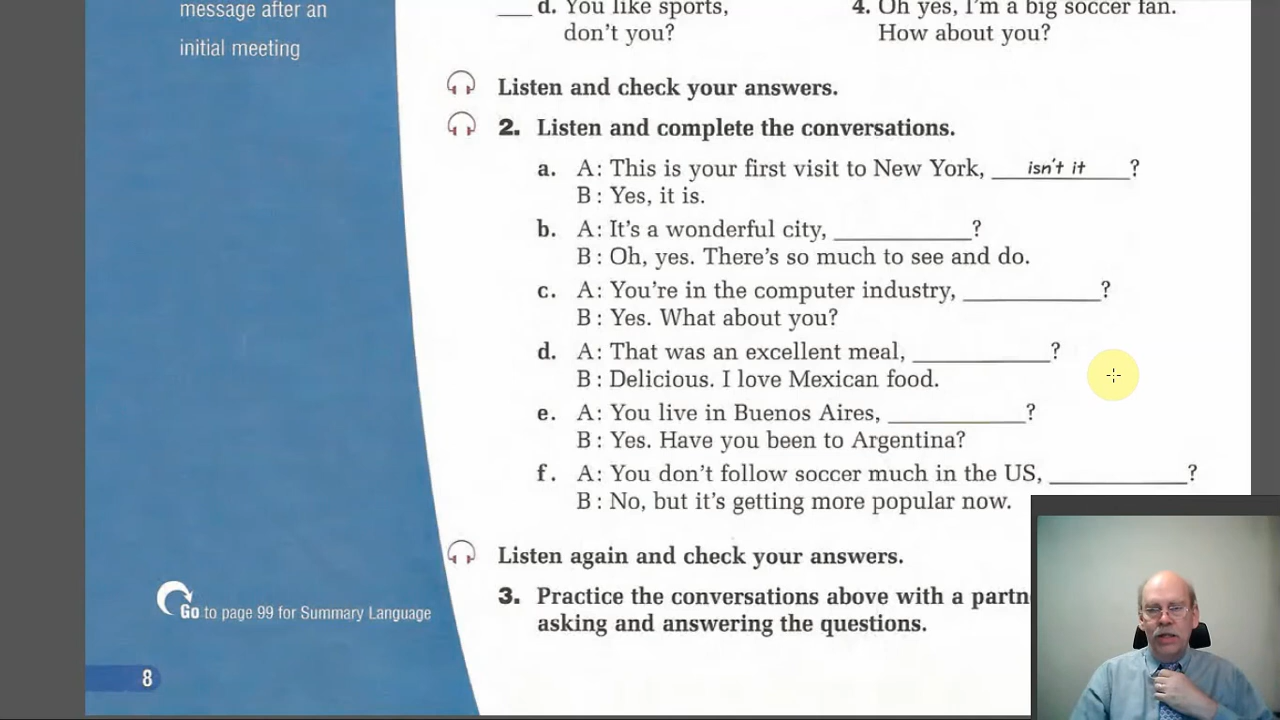 message after an
initial meeting
___ d. You like sports,
don't you?
4. Oh yes, I'm a big soccer fan.
How about you?
Listen and check your answers.
2. Listen and complete the conversations.
a. A: This is your first visit to New York, isn't it ?
B: Yes, it is.
b. A: It's a wonderful city, ___________?
B: Oh, yes. There's so much to see and do.
c. A: You're in the computer industry, ___________?
B: Yes. What about you?
d. A: That was an excellent meal, ___________?
B: Delicious. I love Mexican food.
e. A: You live in Buenos Aires, ___________?
B: Yes. Have you been to Argentina?
f. A: You don't follow soccer much in the US, ___________?
B: No, but it's getting more popular now.
Listen again and check your answers.
3. Practice the conversations above with a partn
asking and answering the questions.
Go to page 99 for Summary Language
8